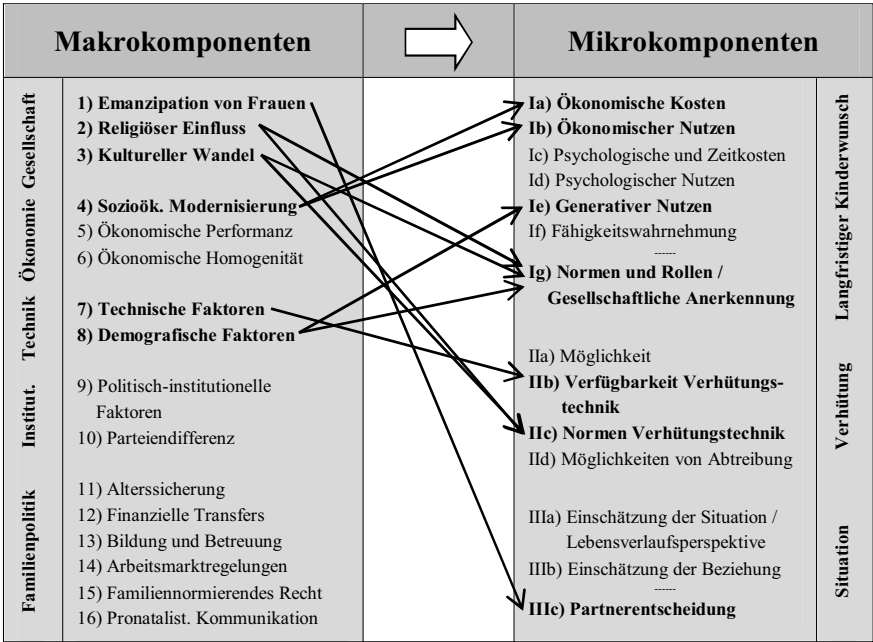 Makrokomponenten
Mikrokomponenten
Gesellschaft
1) Emanzipation von Frauen
2) Religiöser Einfluss
3) Kultureller Wandel
Ökonomie
4) Sozioök. Modernisierung
5) Ökonomische Performanz
6) Ökonomische Homogenität
Technik
7) Technische Faktoren
8) Demografische Faktoren
Institut.
9) Politisch-institutionelle
Faktoren
10) Parteiendifferenz
Familienpolitik
11) Alterssicherung
12) Finanzielle Transfers
13) Bildung und Betreuung
14) Arbeitsmarktregelungen
15) Familiennormierendes Recht
16) Pronatalist. Kommunikation
Ia) Ökonomische Kosten
Ib) Ökonomischer Nutzen
Ic) Psychologische und Zeitkosten
Id) Psychologischer Nutzen
Ie) Generativer Nutzen
If) Fähigkeitswahrnehmung
------
Ig) Normen und Rollen /
Gesellschaftliche Anerkennung
Langfristiger Kinderwunsch
IIa) Möglichkeit
IIb) Verfügbarkeit Verhütungs-
technik
IIc) Normen Verhütungstechnik
IId) Möglichkeiten von Abtreibung
Verhütung
IIIa) Einschätzung der Situation /
Lebensverlaufsperspektive
IIIb) Einschätzung der Beziehung
------
IIIc) Partnerentscheidung
Situation